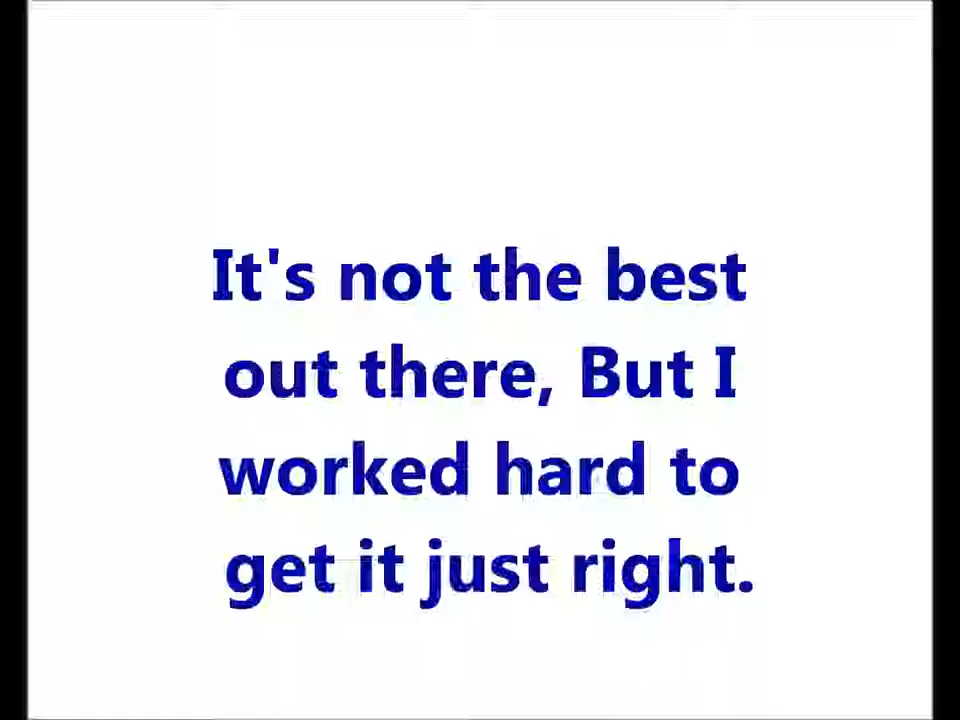 It's not the best
out there, But I
worked hard to
get it just right.